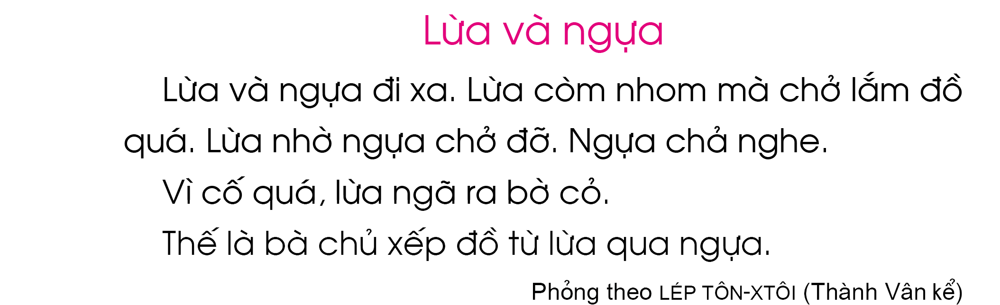 Lừa và ngựa
Lừa và ngựa đi xa. Lừa còm nhom mà chở lắm đồ
quá. Lừa nhờ ngựa chở đỡ. Ngựa chả nghe.
Vì cố quá, lừa ngã ra bờ cỏ.
Thế là bà chủ xếp đồ từ lừa qua ngựa.
Phỏng theo LÉP TÔN-XTÔI (Thành Vân kể)